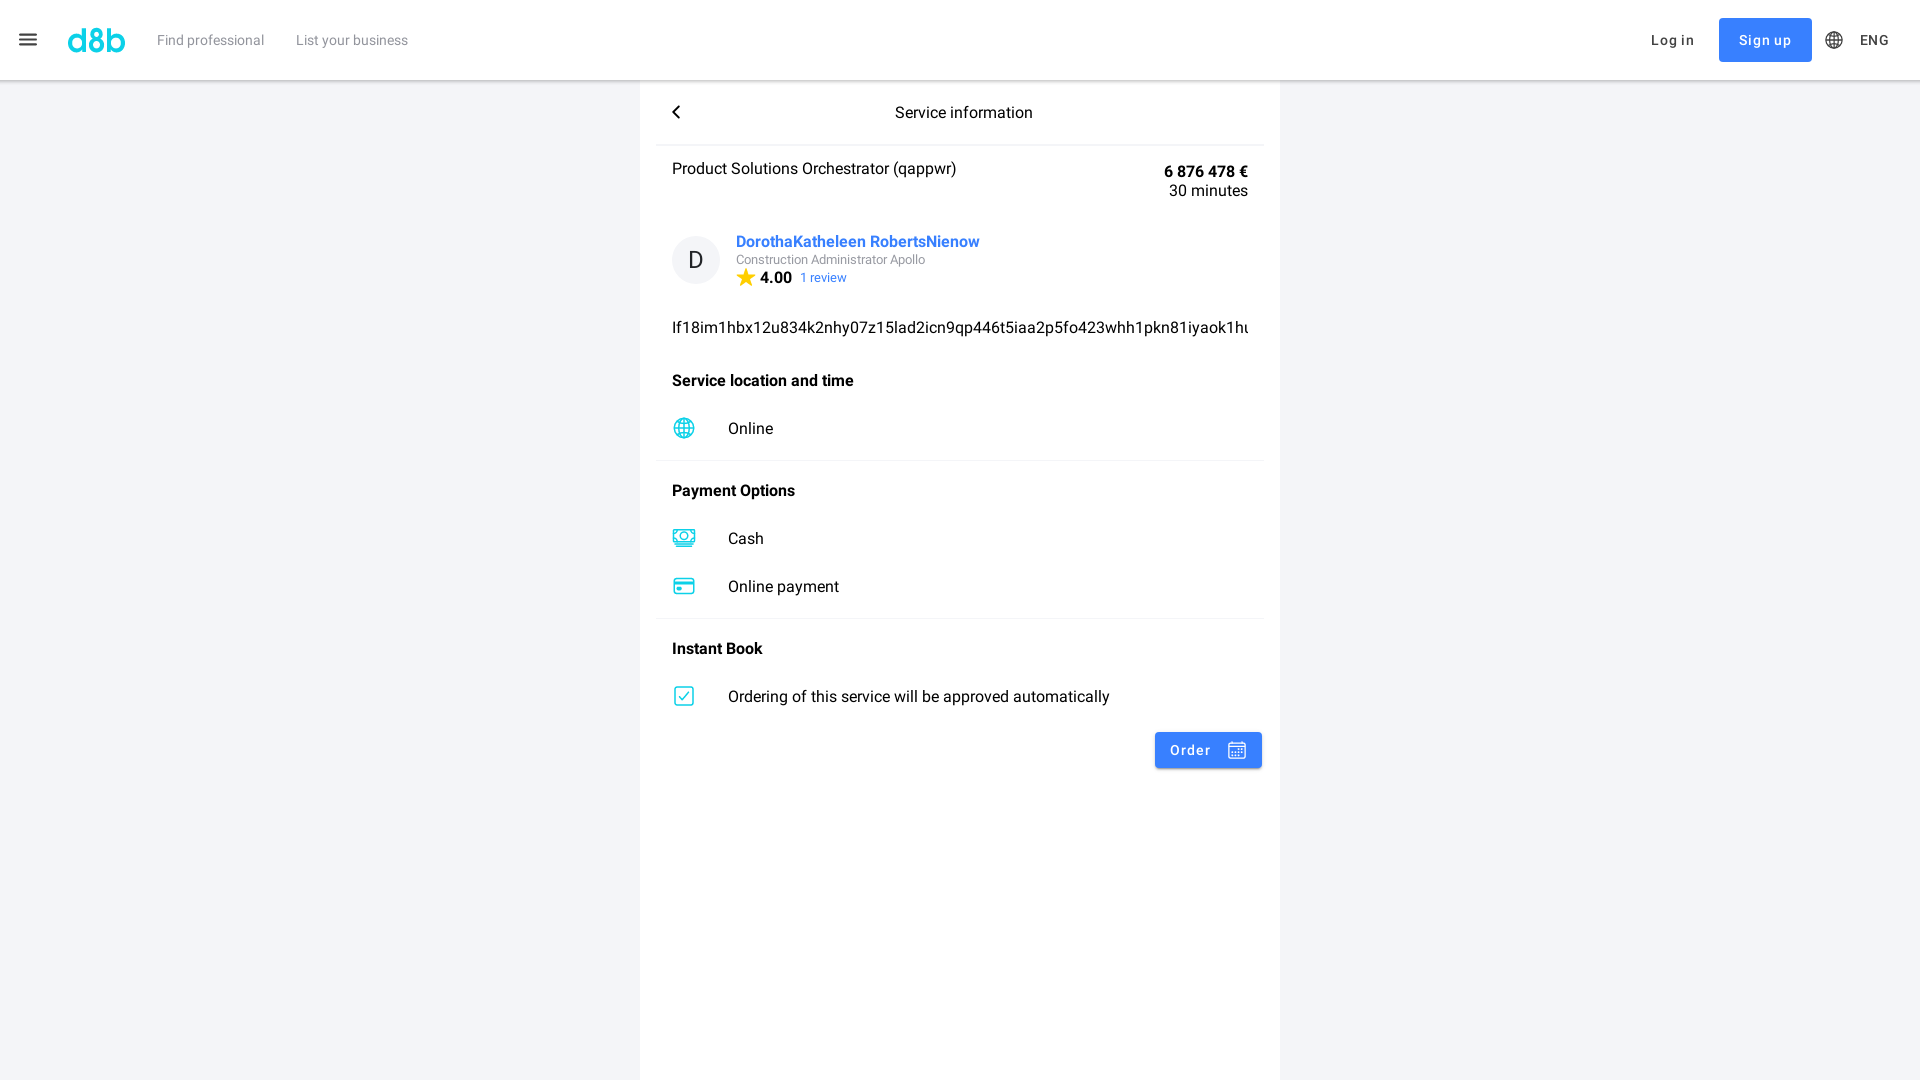 d8b
Find professional
List your business
Log in
Sign up
ENG
Service information
Product Solutions Orchestrator (qappwr)
6 876 478 €
30 minutes
D
DorothaKatheleen RobertsNienow
Construction Administrator Apollo
4.00 1 review
If18im1hbx12u834k2nhy07z15lad2icn9qp446t5iaa2p5fo423whh1pkn81iyaok1hu
Service location and time
Online
Payment Options
Cash
Online payment
Instant Book
Ordering of this service will be approved automatically
Order